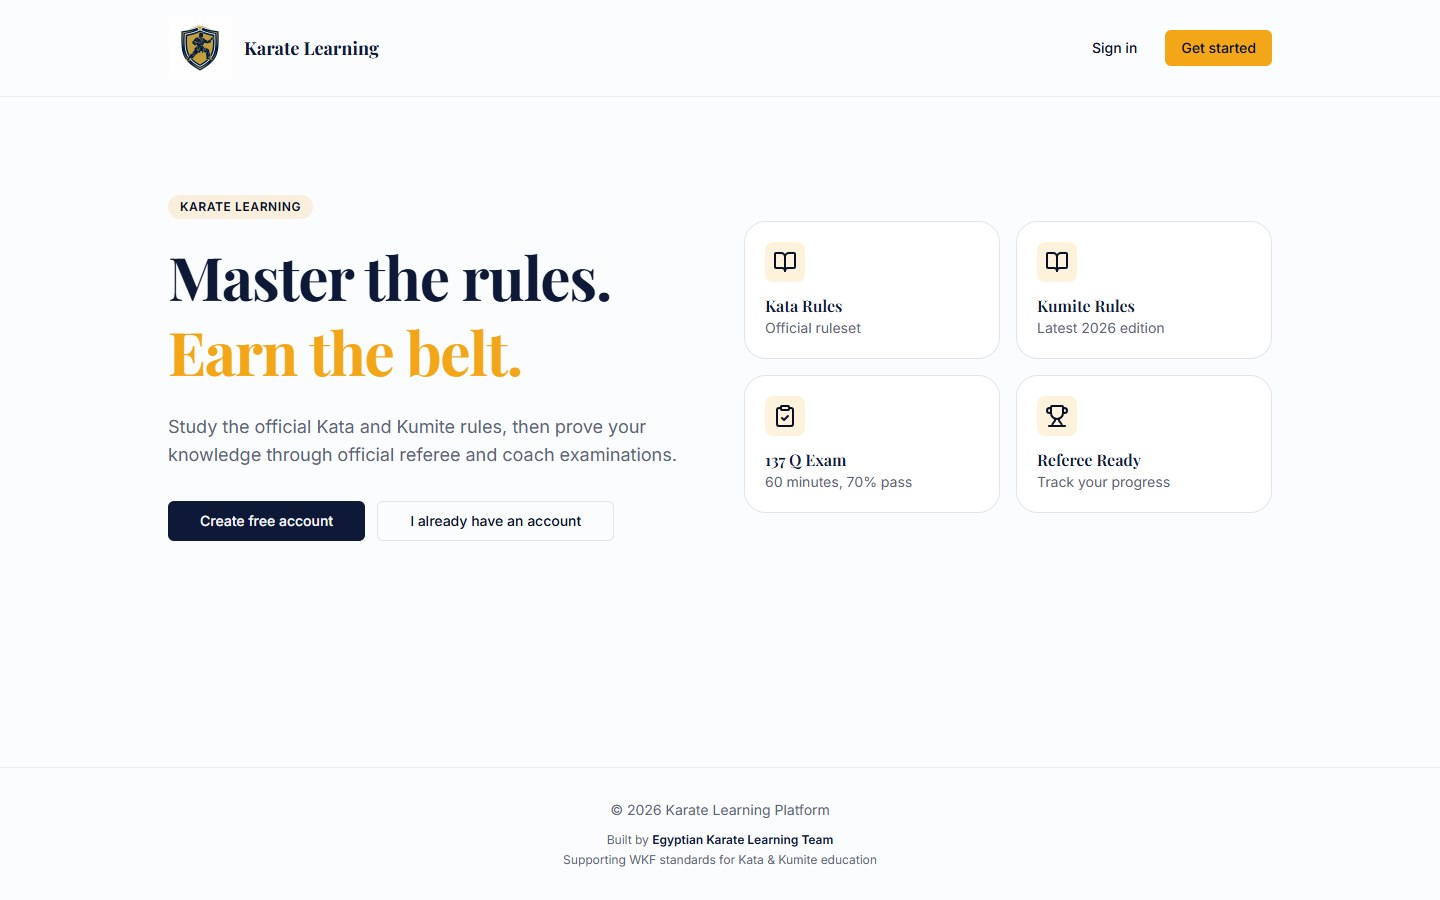 Karate Learning
Sign in
Get started
KARATE LEARNING
Master the rules.
Earn the belt.
Study the official Kata and Kumite rules, then prove your
knowledge through official referee and coach examinations.
Create free account
I already have an account
Kata Rules
Official ruleset
Kumite Rules
Latest 2026 edition
137 Q Exam
60 minutes, 70% pass
Referee Ready
Track your progress
© 2026 Karate Learning Platform
Built by Egyptian Karate Learning Team
Supporting WKF standards for Kata & Kumite education